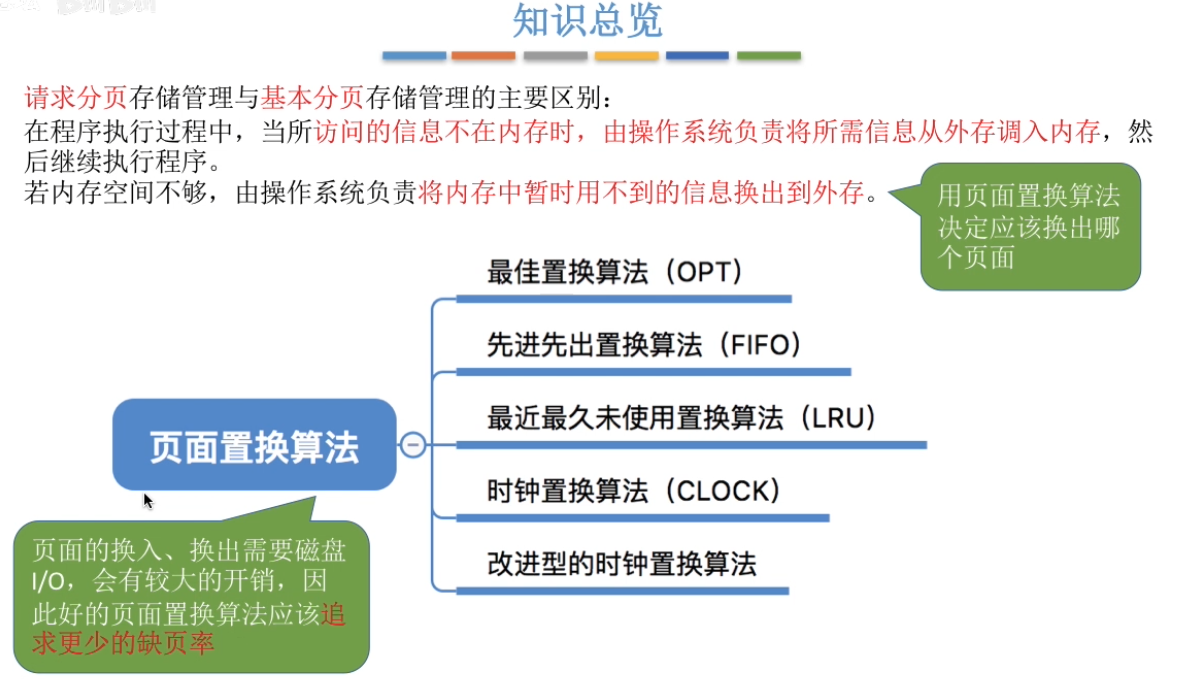 知识总览
请求分页存储管理与基本分页存储管理的主要区别：
在程序执行过程中，当所访问的信息不在内存时，由操作系统负责将所需信息从外存调入内存，然
后继续执行程序。
若内存空间不够，由操作系统负责将内存中暂时用不到的信息换出到外存。
用页面置换算法
决定应该换出哪
个页面
最佳置换算法（OPT）
先进先出置换算法（FIFO）
最近最久未使用置换算法（LRU）
页面置换算法
时钟置换算法（CLOCK）
改进型的时钟置换算法
页面的换入、换出需要磁盘
I/O，会有较大的开销，因
此好的页面置换算法应该追
求更少的缺页率